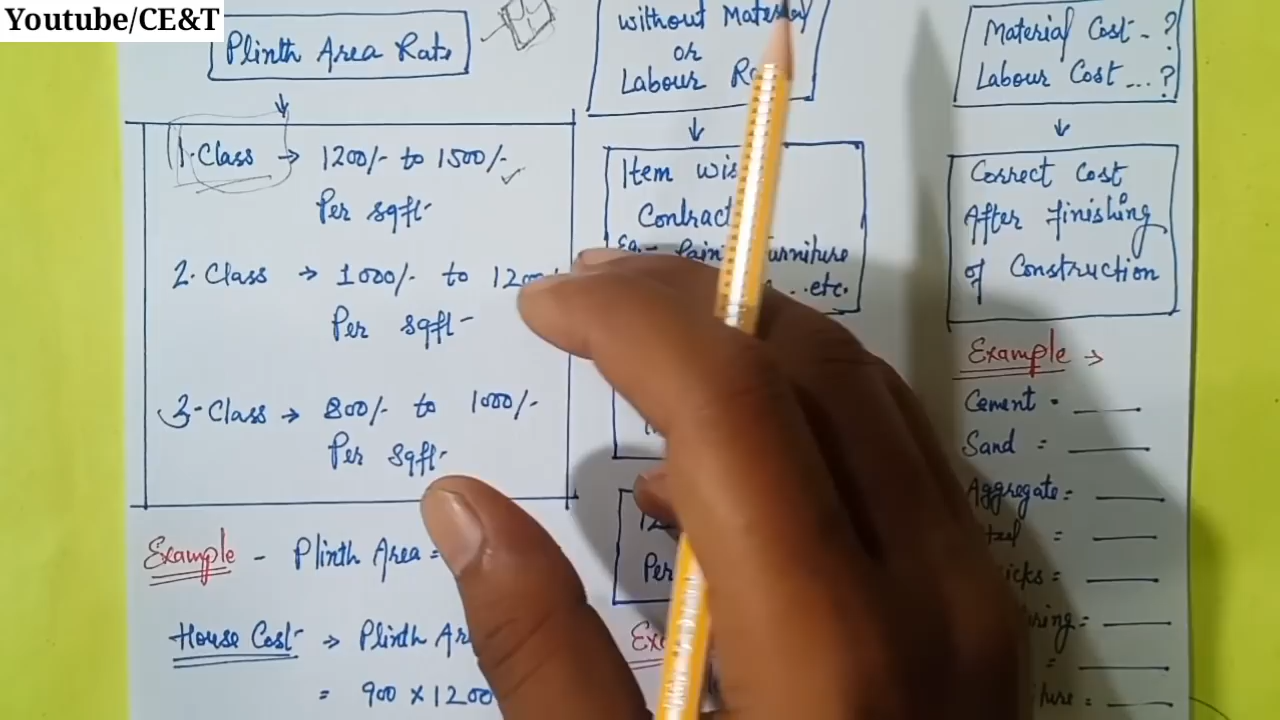 Youtube/CE&T
Plinth Area Rate
1. Class → 1200/- to 1500/-
Per sqft
2. Class → 1000/- to
Per sqft
3. Class → 800/- to 1000/-
Per sqft
Example - Plinth Area =
House Cost → Plinth
= 900 × 1200
without Material
or
Labour
Item
Contract
Eg.-
..etc.
Per
Material Cost - ?
Labour Cost ... ?
↓
Correct Cost
After finishing
of Construction
Example →
Cement =
Sand =
Aggregate =